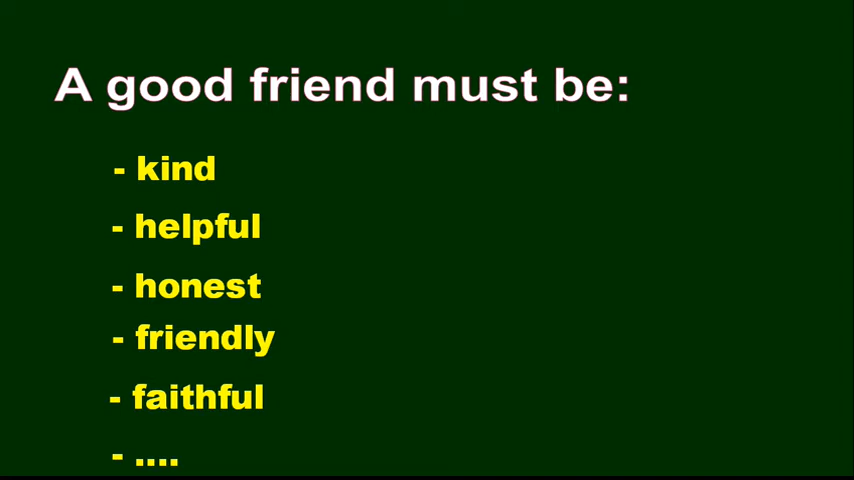 A good friend must be:
- kind
- helpful
- honest
- friendly
- faithful
- ....